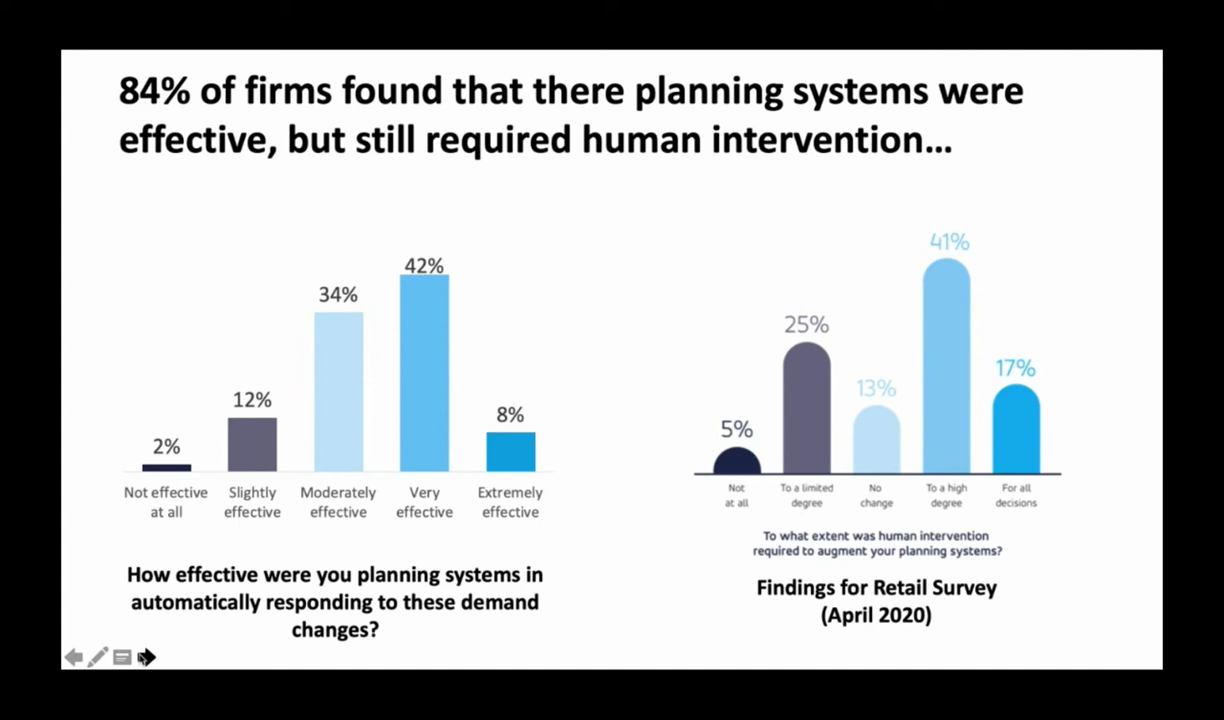 84% of firms found that there planning systems were
effective, but still required human intervention...
42%
34%
12%
8%
2%
Not effective at all
Slightly effective
Moderately effective
Very effective
Extremely effective
How effective were you planning systems in
automatically responding to these demand
changes?
41%
25%
17%
13%
5%
Not at all
To a limited degree
No change
To a high degree
For all decisions
To what extent was human intervention
required to augment your planning systems?
Findings for Retail Survey
(April 2020)